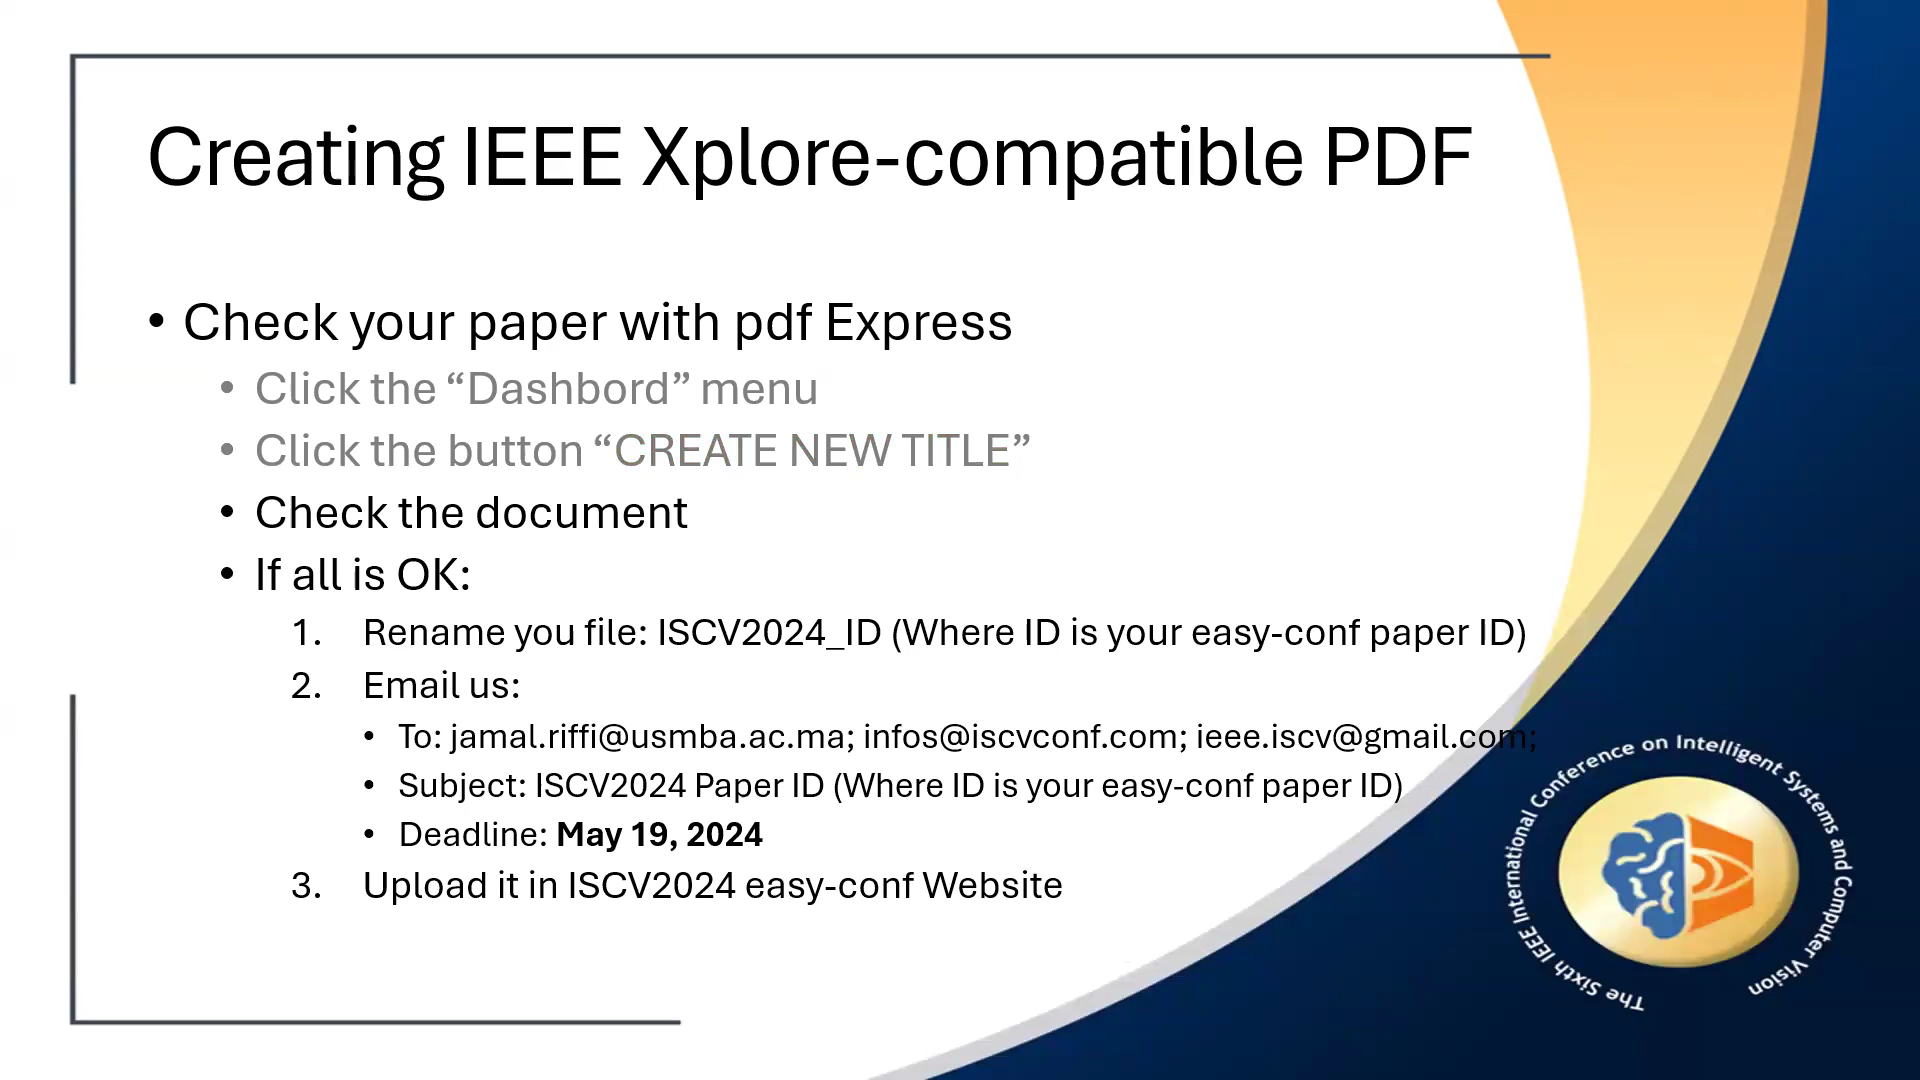 Creating IEEE Xplore-compatible PDF
• Check your paper with pdf Express
• Click the “Dashbord” menu
• Click the button “CREATE NEW TITLE”
• Check the document
• If all is OK:
1. Rename you file: ISCV2024_ID (Where ID is your easy-conf paper ID)
2. Email us:
• To: jamal.riffi@usmba.ac.ma; infos@iscvconf.com; ieee.iscv@gmail.com;
• Subject: ISCV2024 Paper ID (Where ID is your easy-conf paper ID)
• Deadline: May 19, 2024
3. Upload it in ISCV2024 easy-conf Website
The Sixth IEEE International Conference on Intelligent Systems and Computer Vision